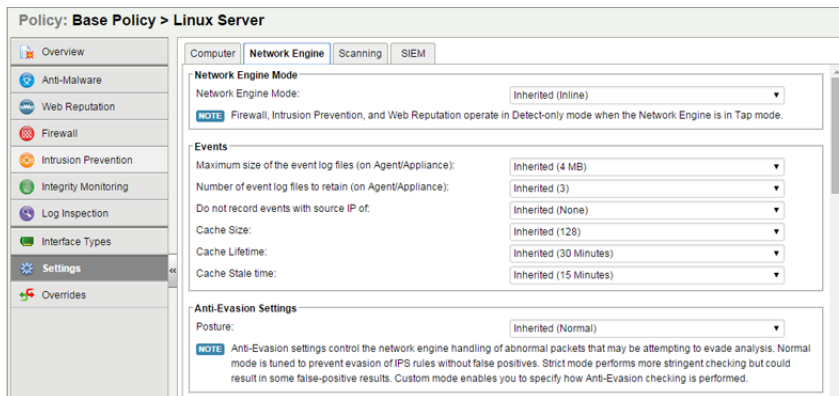 Policy: Base Policy > Linux Server
Overview
Anti-Malware
Web Reputation
Firewall
Intrusion Prevention
Integrity Monitoring
Log Inspection
Interface Types
Settings
«
Overrides
Computer Network Engine Scanning SIEM
Network Engine Mode
Network Engine Mode: Inherited (Inline)
NOTE Firewall, Intrusion Prevention, and Web Reputation operate in Detect-only mode when the Network Engine is in Tap mode.
Events
Maximum size of the event log files (on Agent/Appliance): Inherited (4 MB)
Number of event log files to retain (on Agent/Appliance): Inherited (3)
Do not record events with source IP of: Inherited (None)
Cache Size: Inherited (128)
Cache Lifetime: Inherited (30 Minutes)
Cache Stale time: Inherited (15 Minutes)
Anti-Evasion Settings
Posture: Inherited (Normal)
NOTE Anti-Evasion settings control the network engine handling of abnormal packets that may be attempting to evade analysis. Normal
mode is tuned to prevent evasion of IPS rules without false positives. Strict mode performs more stringent checking but could
result in some false-positive results. Custom mode enables you to specify how Anti-Evasion checking is performed.